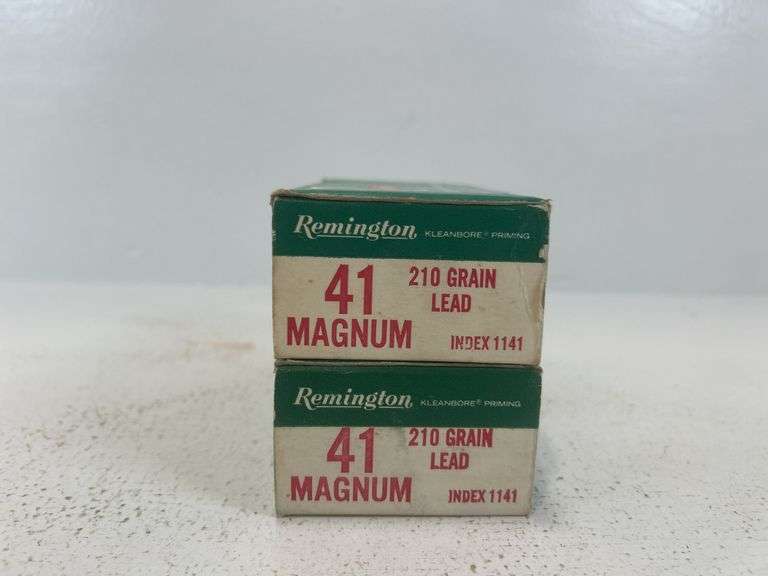 Remington KLEANBORE® PRIMING
41 210 GRAIN
LEAD
MAGNUM INDEX 1141
Remington KLEANBORE® PRIMING
41 210 GRAIN
LEAD
MAGNUM INDEX 1141